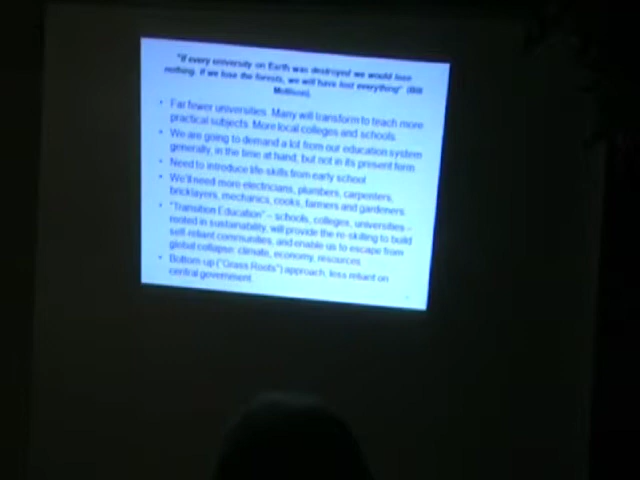 "If every university on Earth was destroyed we would lose
nothing. If we lose the forests, we will have lost everything" (Bill
Mollison).
• Far fewer universities. Many will transform to teach more
practical subjects. More local colleges and schools.
• We are going to demand a lot from our education system
generally, in the time at hand, but not in its present form
• Need to introduce life-skills from early school
• We'll need more electricians, plumbers, carpenters,
bricklayers, mechanics, cooks, farmers and gardeners.
• "Transition Education" – schools, colleges, universities –
rooted in sustainability, will provide the re-skilling to build
self-reliant communities, and enable us to escape from
global collapse: climate, economy, resources.
• Bottom-up ("Grass Roots") approach, less reliant on
central government.